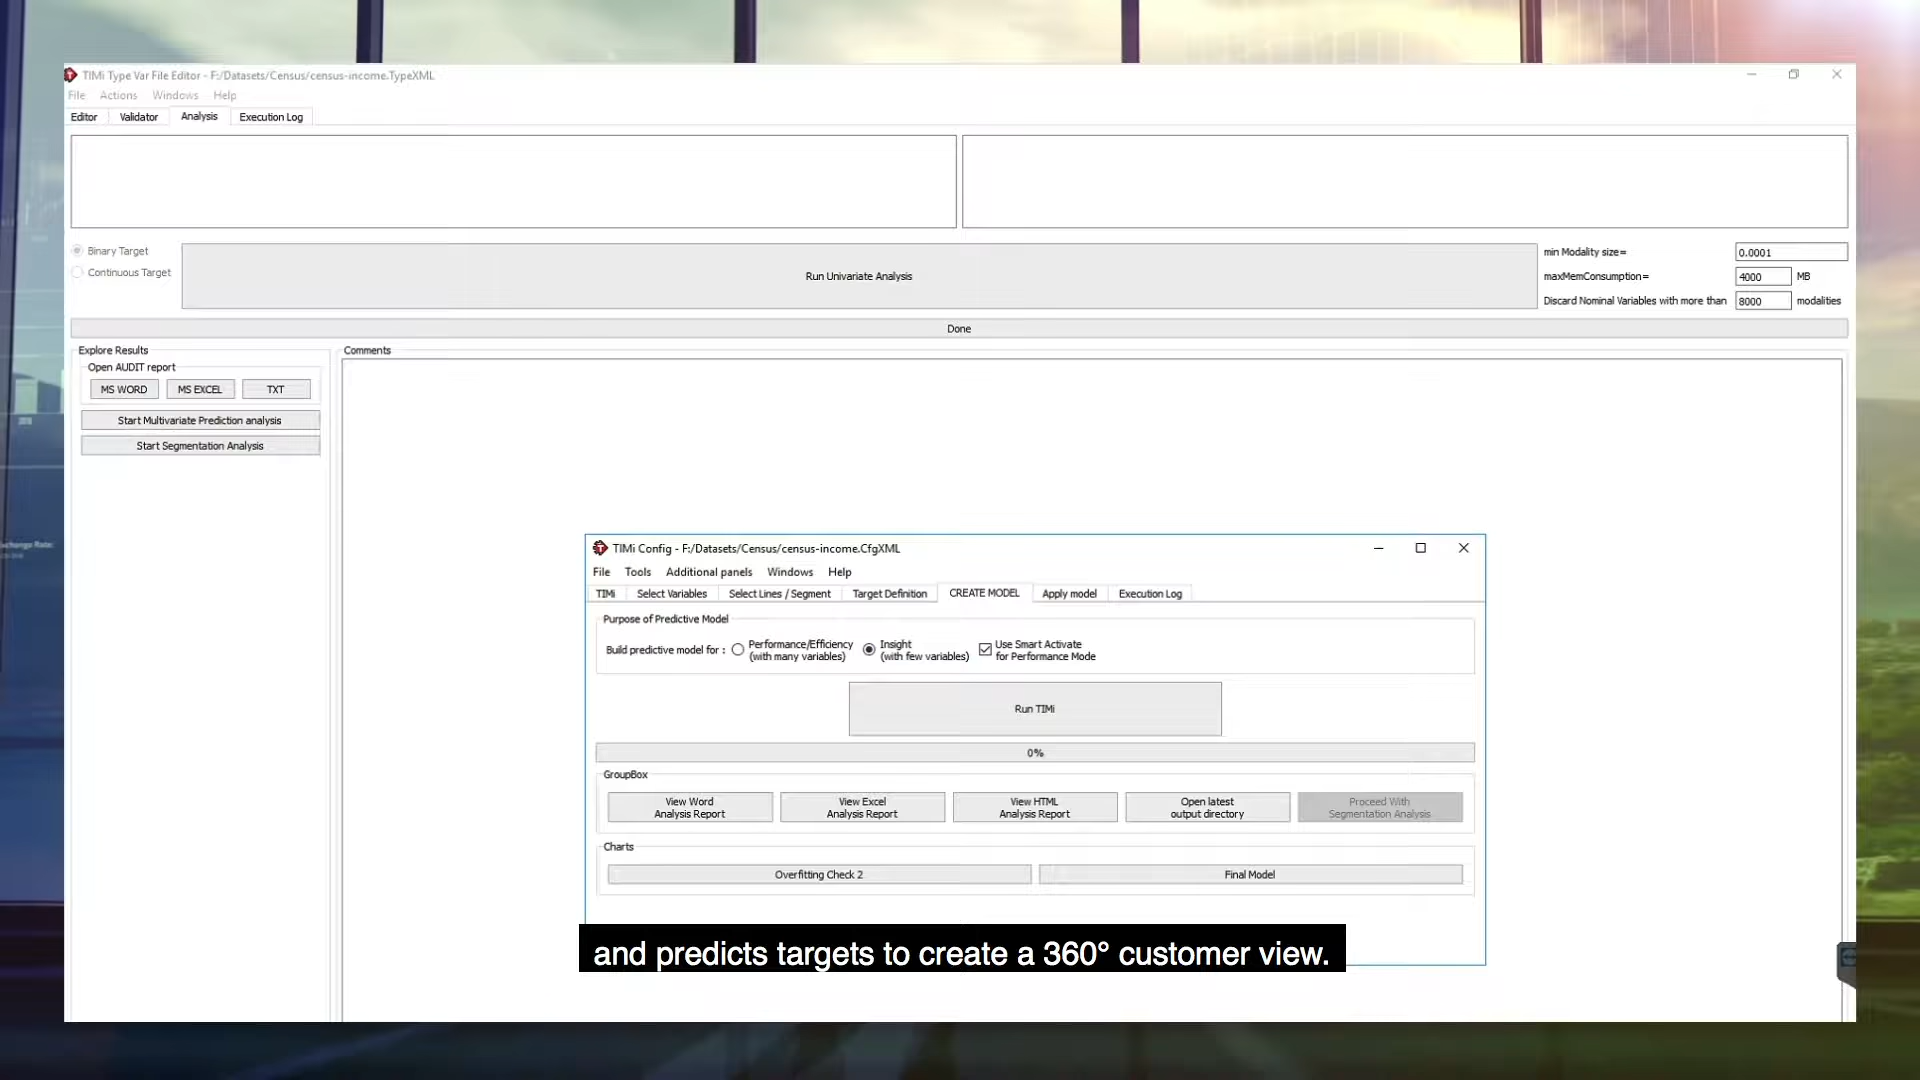 TIMi Type Var File Editor - F:/Datasets/Census/census-income.TypeXML
File Actions Windows Help
Editor Validator Analysis Execution Log
Binary Target
Continuous Target
Run Univariate Analysis
min Modality size= 0.0001
maxMemConsumption= 4000 MB
Discard Nominal Variables with more than 8000 modalities
Done
Explore Results
Open AUDIT report
MS WORD MS EXCEL TXT
Start Multivariate Prediction analysis
Start Segmentation Analysis
Comments
TIMi Config - F:/Datasets/Census/census-income.CfgXML
File Tools Additional panels Windows Help
TIMi Select Variables Select Lines / Segment Target Definition CREATE MODEL Apply model Execution Log
Purpose of Predictive Model
Build predictive model for : Performance/Efficiency
(with many variables)
Insight
(with few variables)
Use Smart Activate
for Performance Mode
Run TIMi
0%
GroupBox
View Word
Analysis Report
View Excel
Analysis Report
View HTML
Analysis Report
Open latest
output directory
Proceed With
Segmentation Analysis
Charts
Overfitting Check 2 Final Model
and predicts targets to create a 360° customer view.